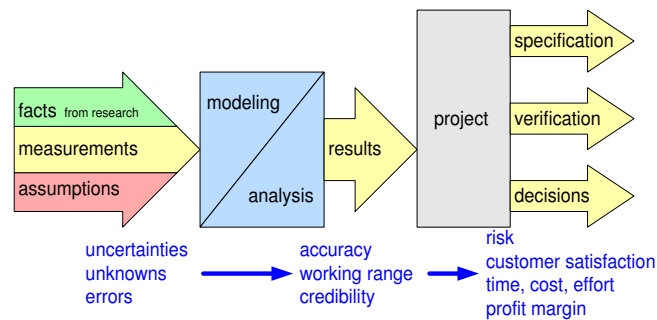 facts from research
measurements
assumptions
modeling
analysis
results
project
specification
verification
decisions
uncertainties
unknowns
errors
accuracy
working range
credibility
risk
customer satisfaction
time, cost, effort
profit margin